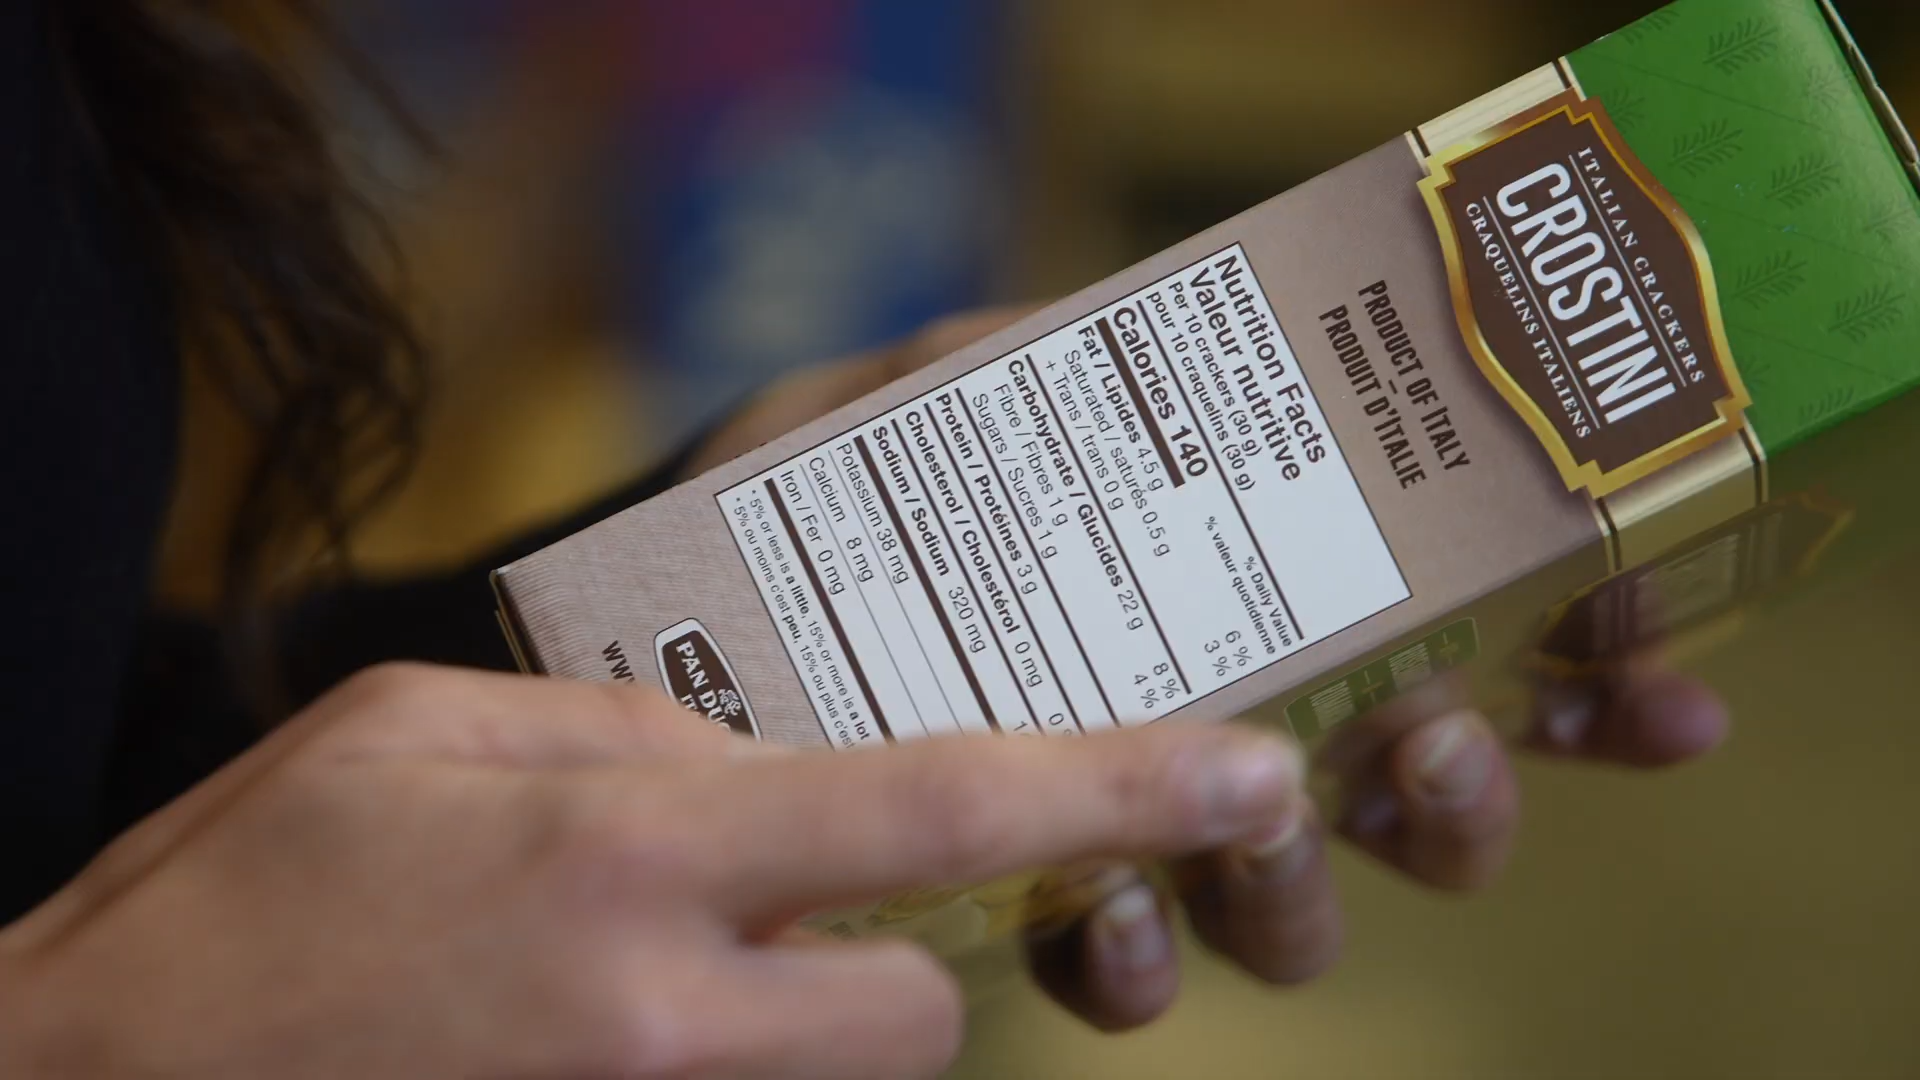 ITALIAN CRACKERS
CROSTINI
CRAQUELINS ITALIENS
PRODUCT OF ITALY
PRODUIT D'ITALIE
Nutrition Facts
Valeur nutritive
Per 10 crackers (30 g)
pour 10 craquelins (30 g)
Calories 140
% Daily Value
% valeur quotidienne
Fat / Lipides 4.5 g 6 %
Saturated / saturés 0.5 g
+ Trans / trans 0 g 3 %
Carbohydrate / Glucides 22 g
Fibre / Fibres 1 g 8 %
Sugars / Sucres 1 g 4 %
Protein / Protéines 3 g
Cholesterol / Cholestérol 0 mg 0
Sodium / Sodium 320 mg
Potassium 38 mg
Calcium 8 mg
Iron / Fer 0 mg
* 5% or less is a little, 15% or more is a lot
* 5% ou moins c'est peu, 15% ou plus c'est
PAN DU